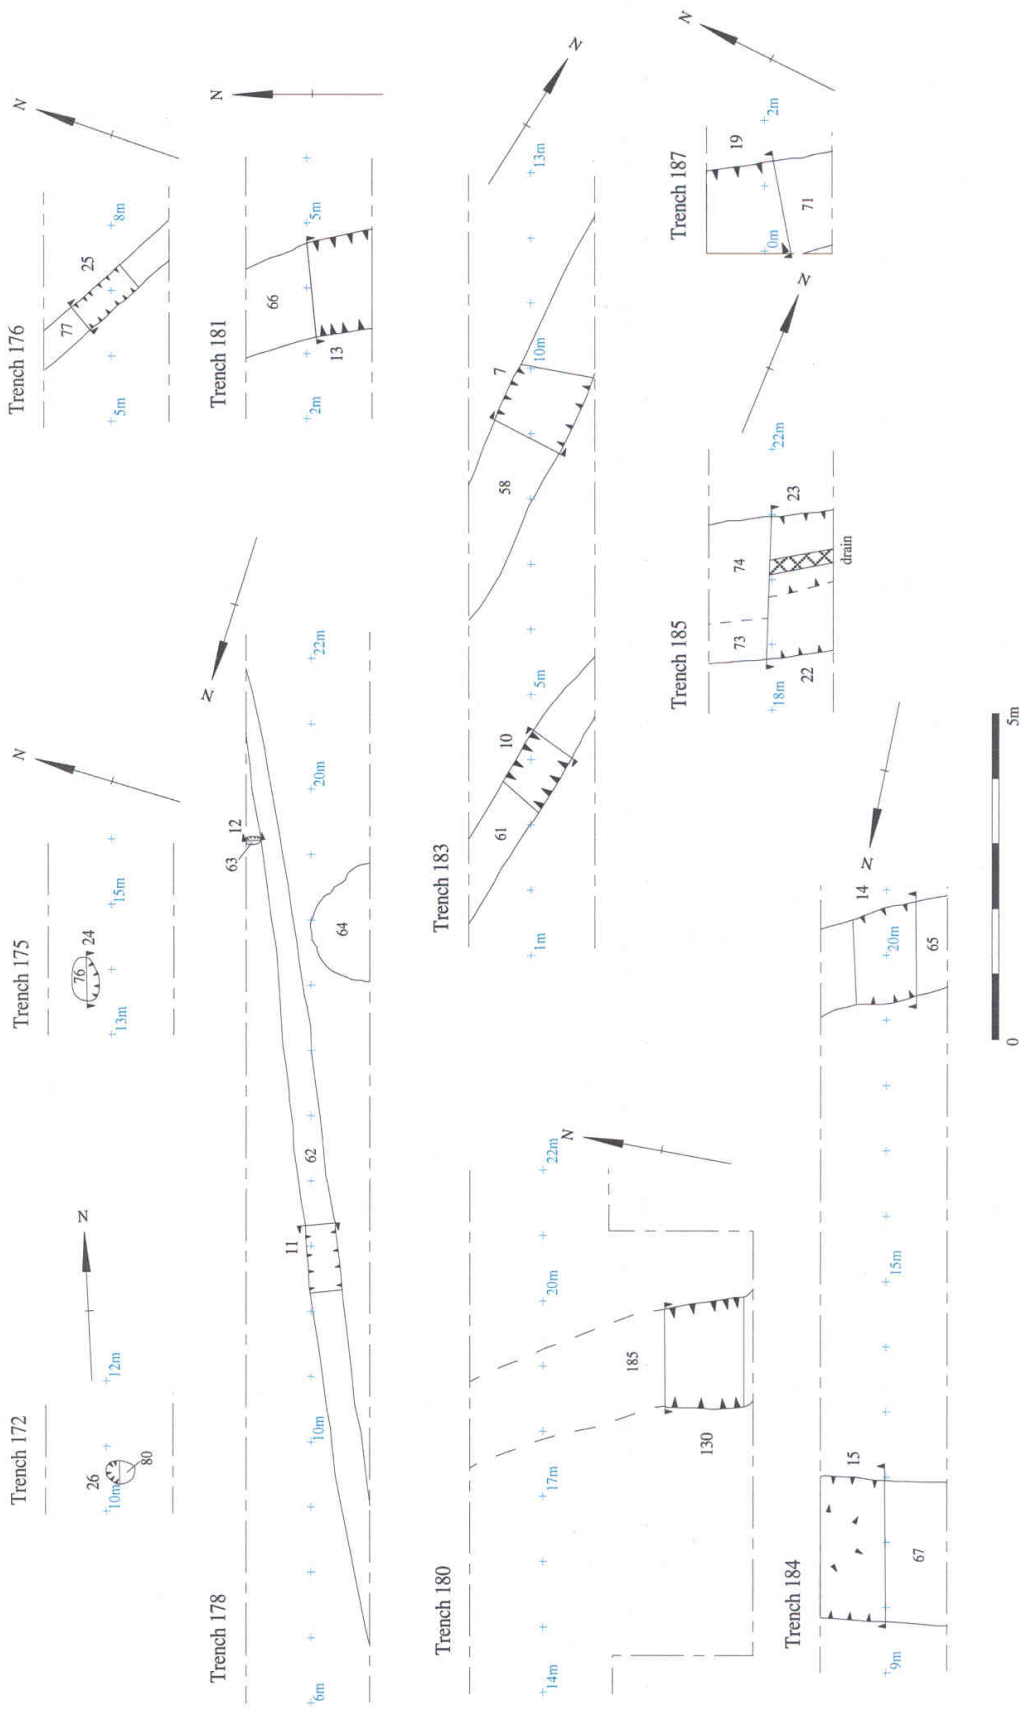 Trench 172
26
80
10m
12m
N
Trench 175
76
24
13m
15m
N
Trench 176
77
25
5m
8m
N
Trench 178
11
62
12
63
64
6m
10m
20m
22m
N
Trench 181
66
13
2m
5m
N
Trench 180
185
130
14m
17m
20m
22m
N
Trench 183
61
10
58
7
1m
5m
10m
13m
N
Trench 184
15
67
14
65
9m
15m
20m
N
Trench 185
73
74
22
23
drain
18m
22m
N
Trench 187
19
71
0m
2m
N
0
5m